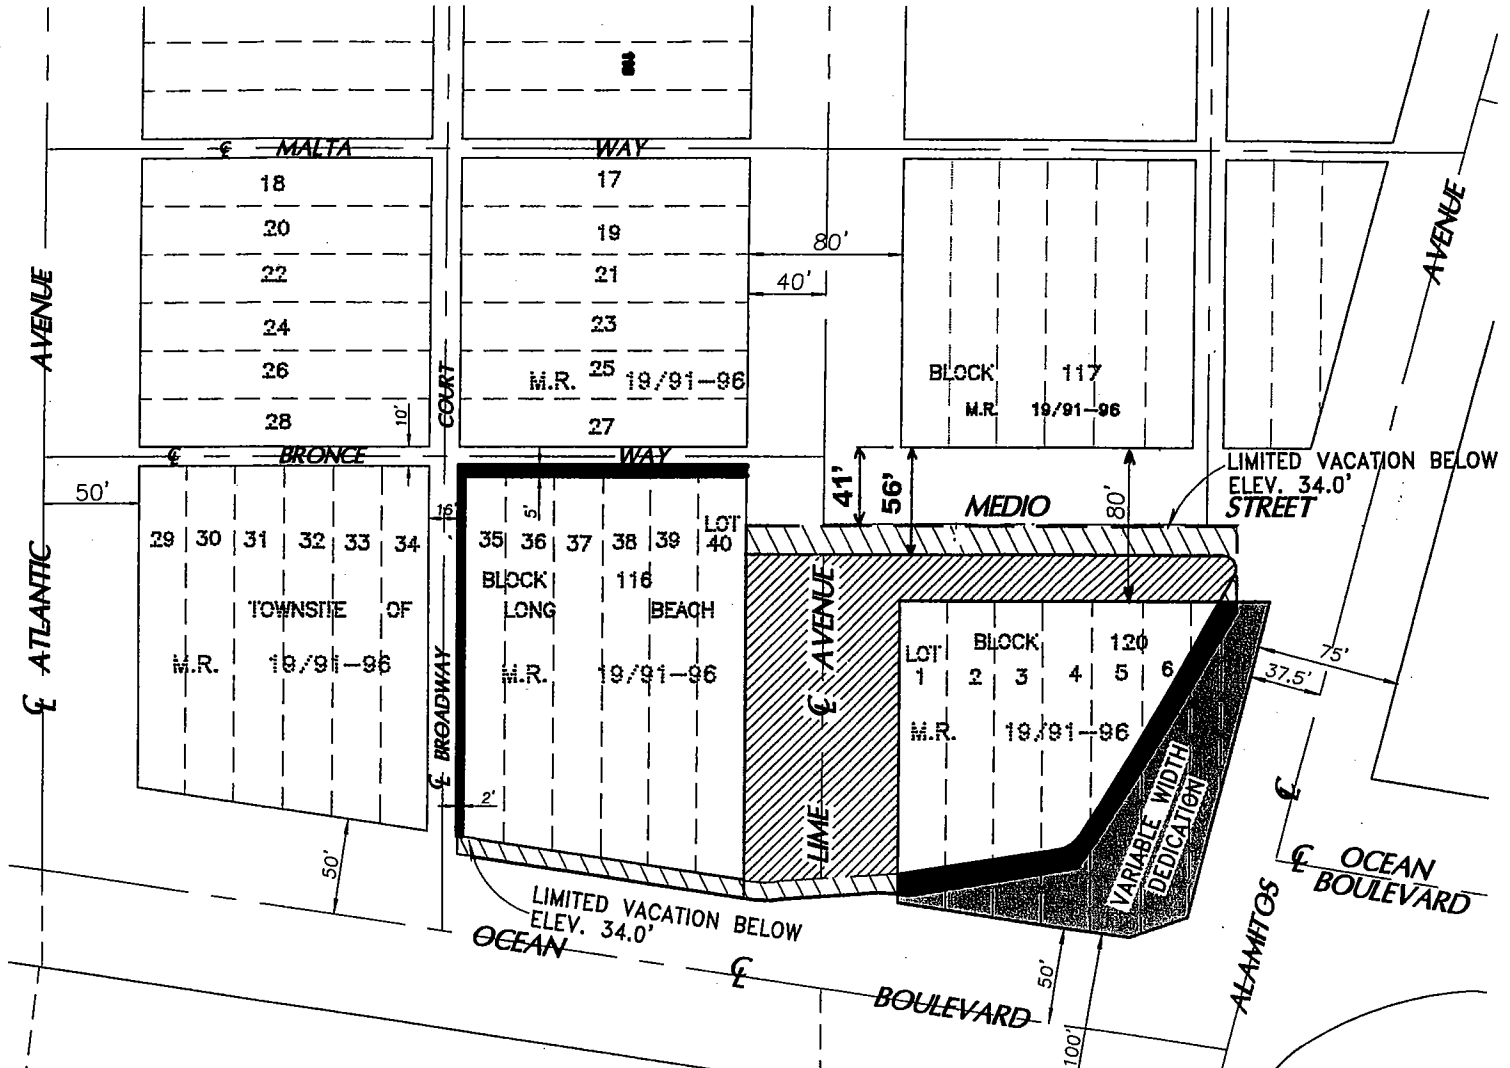 116
℄ MALTA WAY
18
17
20
19
22
21
24
23
26
M.R. 25 19/91-96
28
27
80'
40'
BLOCK 117
M.R. 19/91-96
AVENUE
AVENUE
COURT
10'
℄ BRONCE WAY
50'
16'
5'
41'
56'
80'
MEDIO
STREET
LIMITED VACATION BELOW
ELEV. 34.0'
29 30 31 32 33 34
35 36 37 38 39 LOT
40
BLOCK 116
TOWNSITE OF LONG BEACH
M.R. 19/91-96
M.R. 19/91-96
℄ ATLANTIC
℄ BROADWAY
LIME ℄ AVENUE
BLOCK 120
LOT
1 2 3 4 5 6
M.R. 19/91-96
75'
37.5'
VARIABLE WIDTH
DEDICATION
2'
50'
LIMITED VACATION BELOW
ELEV. 34.0'
OCEAN ℄ BOULEVARD
50'
100'
℄
ALAMITOS
℄ OCEAN
BOULEVARD